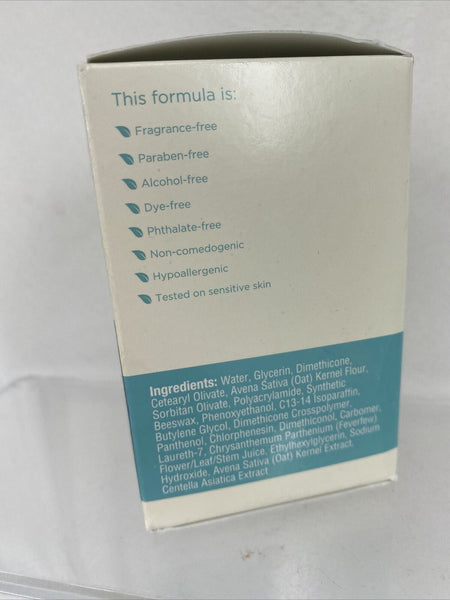 This formula is:
Fragrance-free
Paraben-free
Alcohol-free
Dye-free
Phthalate-free
Non-comedogenic
Hypoallergenic
Tested on sensitive skin
Ingredients: Water, Glycerin, Dimethicone,
Cetearyl Olivate, Avena Sativa (Oat) Kernel Flour,
Sorbitan Olivate, Polyacrylamide, Synthetic
Beeswax, Phenoxyethanol, C13-14 Isoparaffin,
Butylene Glycol, Dimethicone Crosspolymer,
Panthenol, Chlorphenesin, Dimethiconol, Carbomer,
Laureth-7, Chrysanthemum Parthenium (Feverfew)
Flower/Leaf/Stem Juice, Ethylhexylglycerin, Sodium
Hydroxide, Avena Sativa (Oat) Kernel Extract,
Centella Asiatica Extract